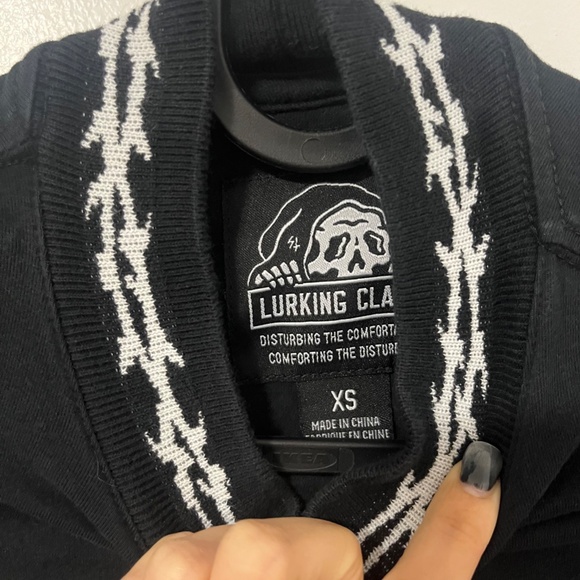 LURKING CLA
DISTURBING THE COMFORTA
COMFORTING THE DISTURB
XS
MADE IN CHINA
FABRIQUE EN CHINE